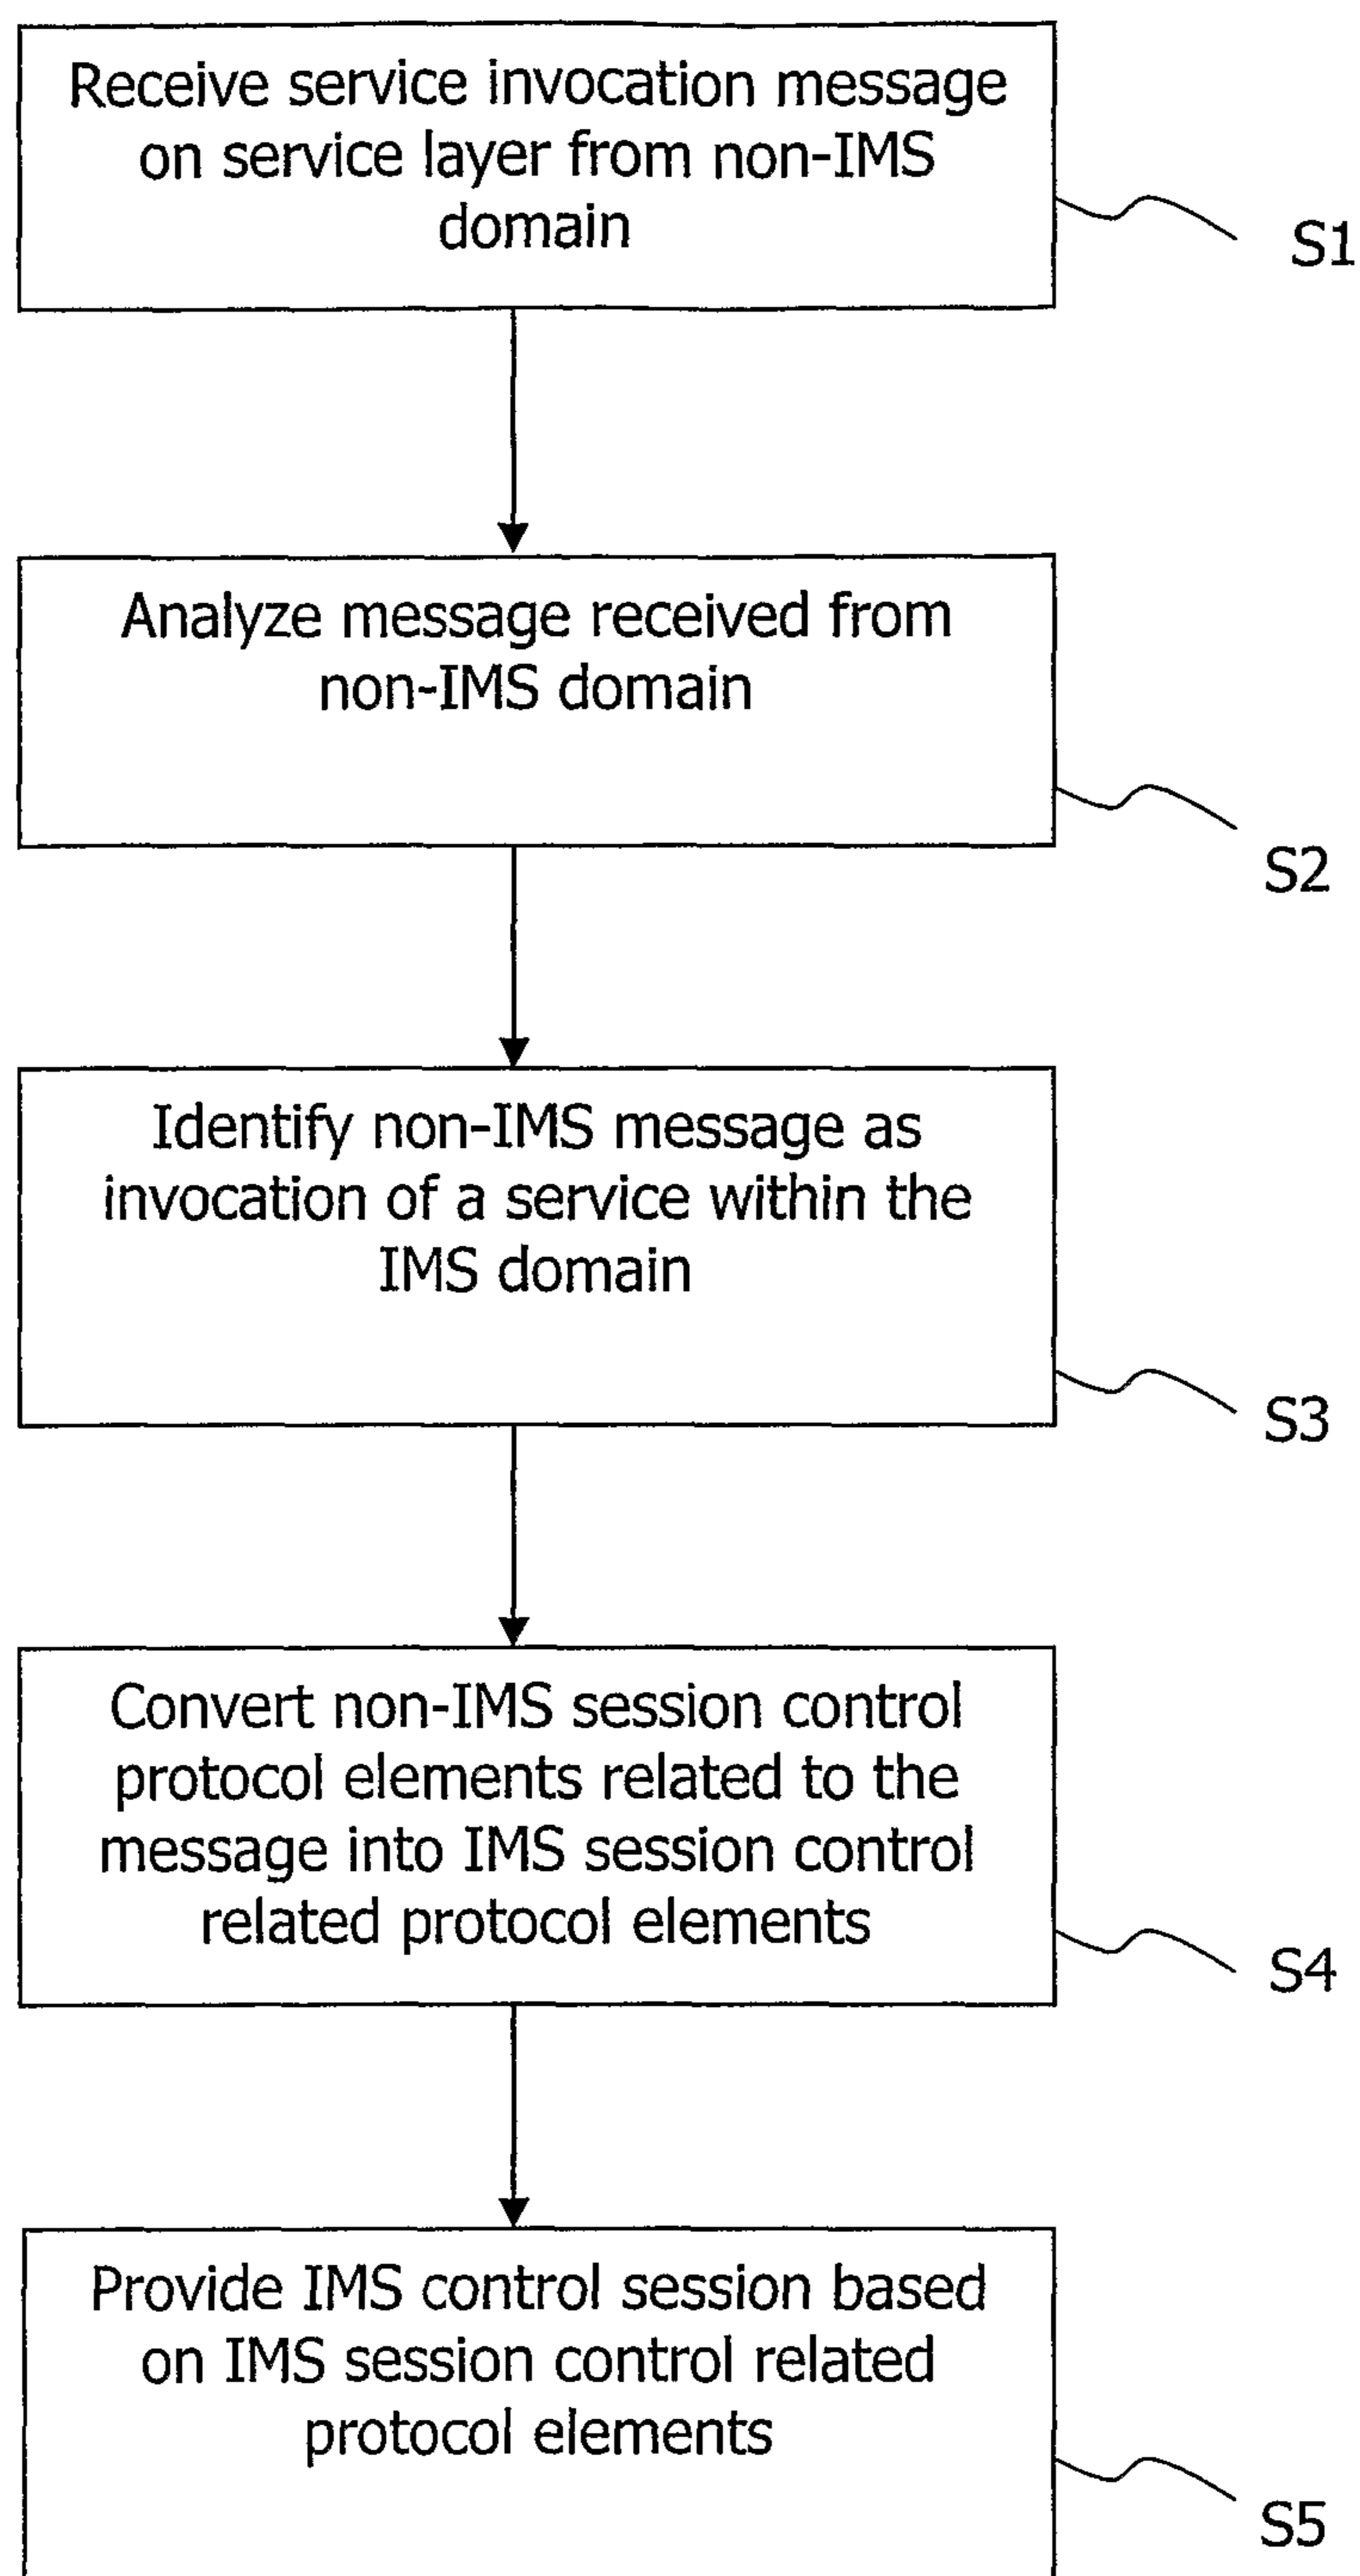 Receive service invocation message
on service layer from non-IMS
domain
S1
Analyze message received from
non-IMS domain
S2
Identify non-IMS message as
invocation of a service within the
IMS domain
S3
Convert non-IMS session control
protocol elements related to the
message into IMS session control
related protocol elements
S4
Provide IMS control session based
on IMS session control related
protocol elements
S5